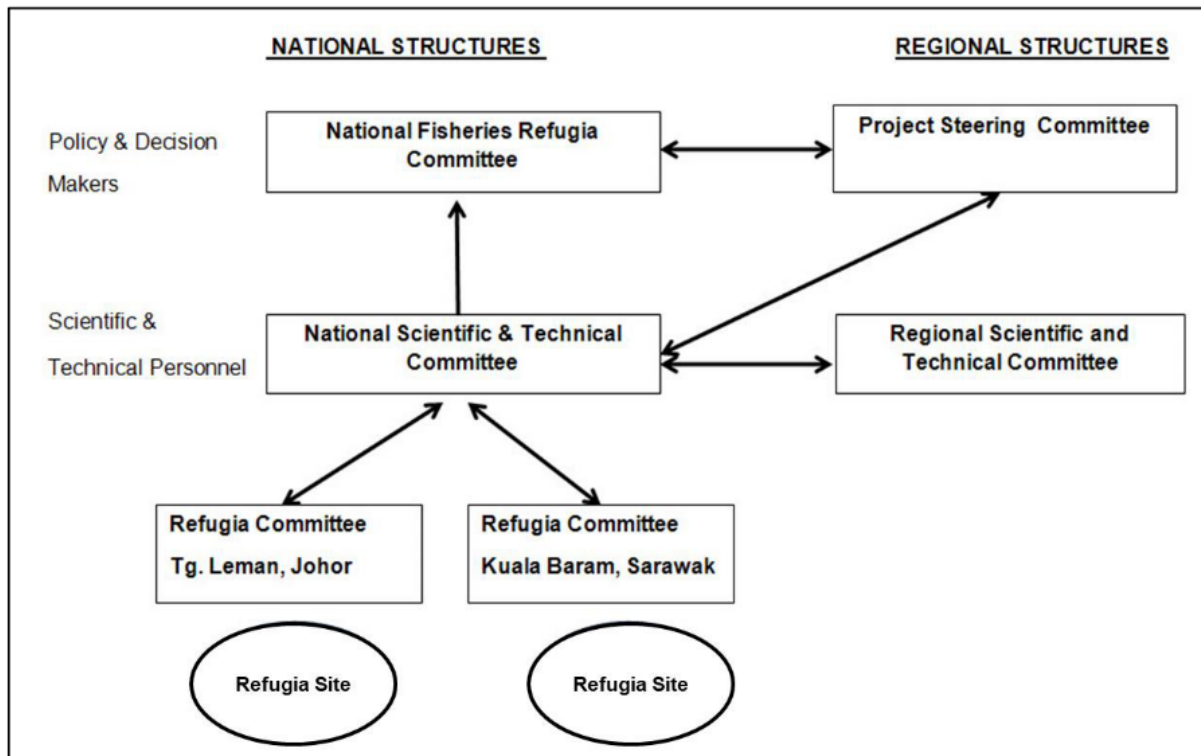 NATIONAL STRUCTURES
REGIONAL STRUCTURES
Policy & Decision
Makers
National Fisheries Refugia
Committee
Project Steering Committee
Scientific &
Technical Personnel
National Scientific & Technical
Committee
Regional Scientific and
Technical Committee
Refugia Committee
Tg. Leman, Johor
Refugia Committee
Kuala Baram, Sarawak
Refugia Site
Refugia Site